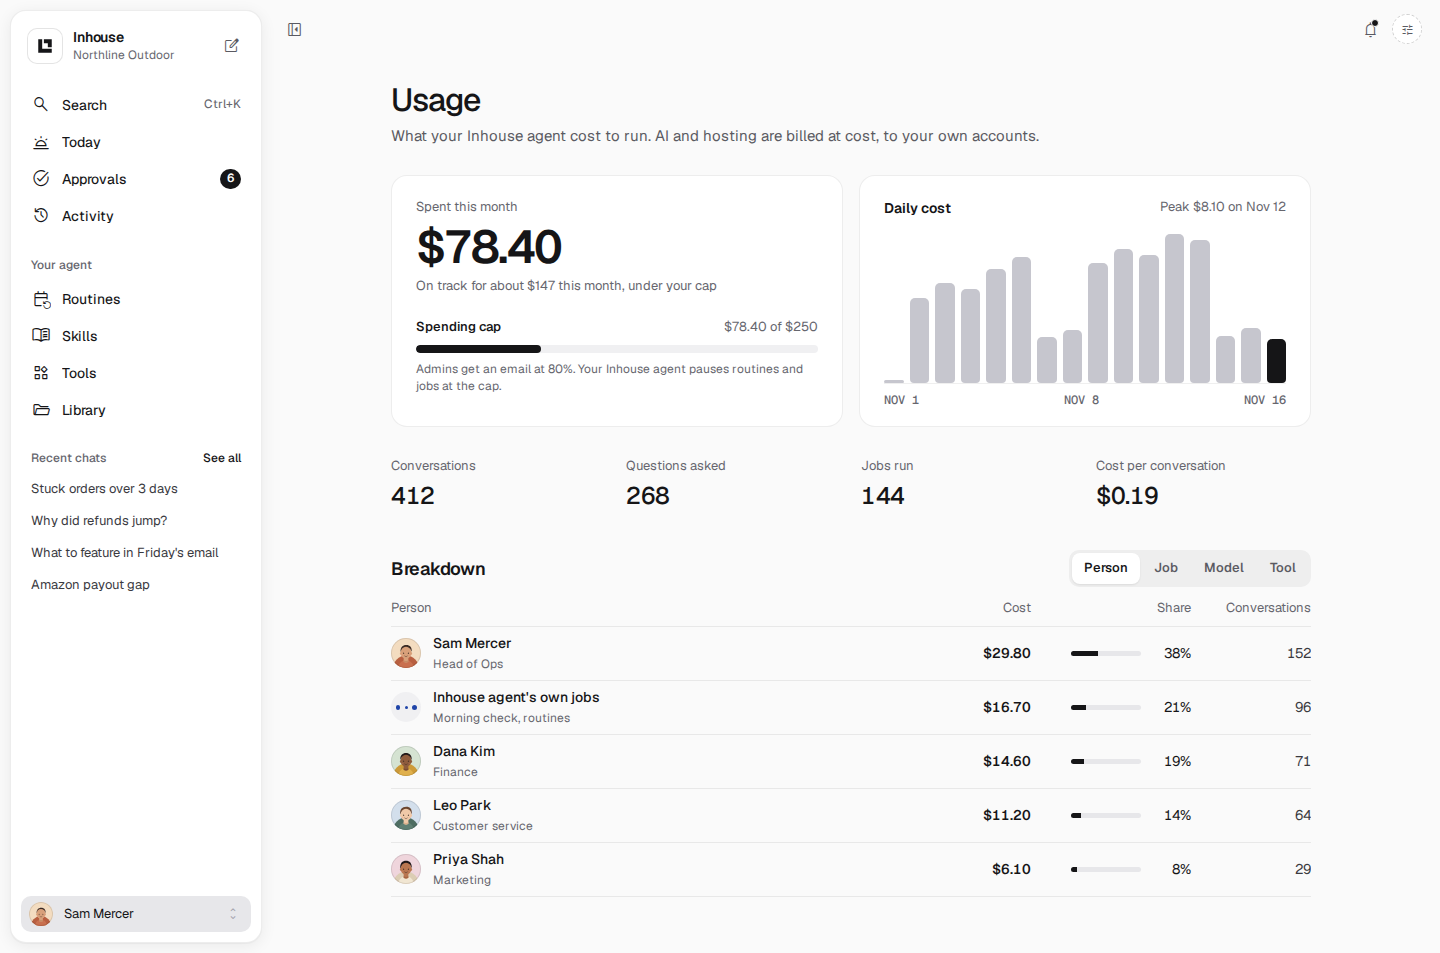 Inhouse
Northline Outdoor
Search Ctrl+K
Today
Approvals 6
Activity
Your agent
Routines
Skills
Tools
Library
Recent chats See all
Stuck orders over 3 days
Why did refunds jump?
What to feature in Friday's email
Amazon payout gap
Sam Mercer
Usage
What your Inhouse agent cost to run. AI and hosting are billed at cost, to your own accounts.
Spent this month
$78.40
On track for about $147 this month, under your cap
Spending cap $78.40 of $250
Admins get an email at 80%. Your Inhouse agent pauses routines and
jobs at the cap.
Daily cost Peak $8.10 on Nov 12
NOV 1 NOV 8 NOV 16
Conversations Questions asked Jobs run Cost per conversation
412 268 144 $0.19
Breakdown Person Job Model Tool
Person Cost Share Conversations
Sam Mercer $29.80 38% 152
Head of Ops
Inhouse agent's own jobs $16.70 21% 96
Morning check, routines
Dana Kim $14.60 19% 71
Finance
Leo Park $11.20 14% 64
Customer service
Priya Shah $6.10 8% 29
Marketing